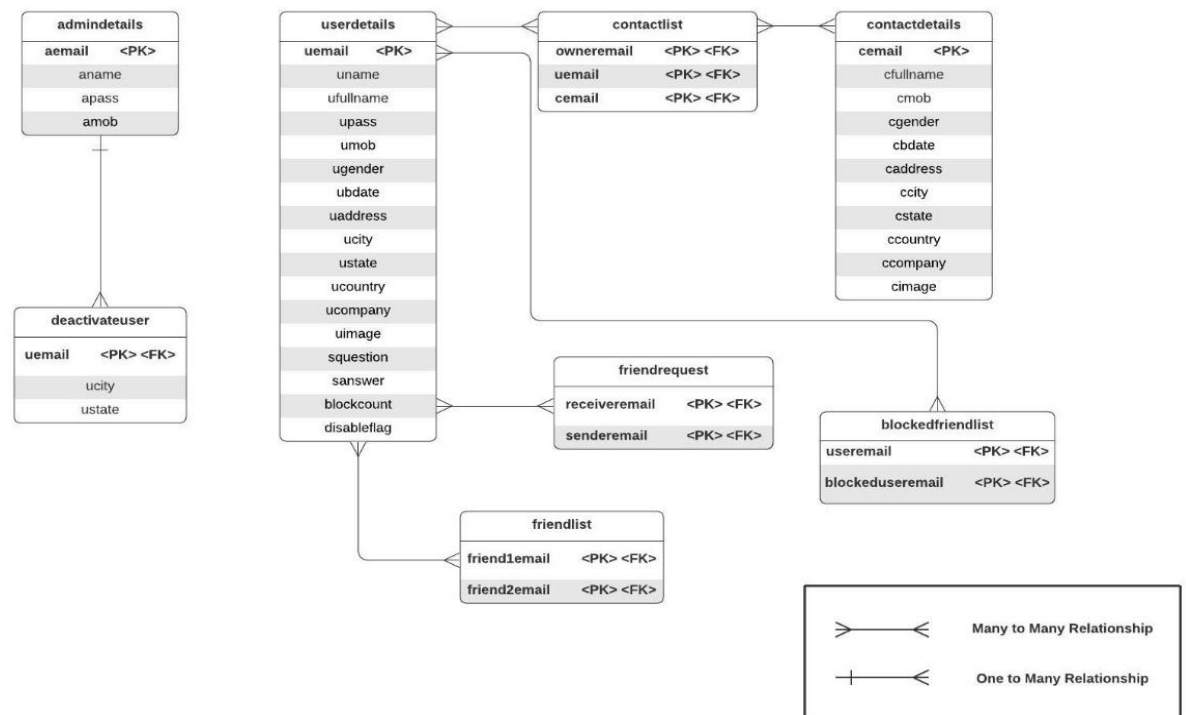 admindetails
aemail <PK>
aname
apass
amob
deactivateuser
uemail <PK> <FK>
ucity
ustate
userdetails
uemail <PK>
uname
ufullname
upass
umob
ugender
ubdate
uaddress
ucity
ustate
ucountry
ucompany
uimage
squestion
sanswer
blockcount
disableflag
contactlist
owneremail <PK> <FK>
uemail <PK> <FK>
cemail <PK> <FK>
contactdetails
cemail <PK>
cfullname
cmob
cgender
cbdate
caddress
ccity
cstate
ccountry
ccompany
cimage
friendrequest
receiveremail <PK> <FK>
senderemail <PK> <FK>
blockedfriendlist
useremail <PK> <FK>
blockeduseremail <PK> <FK>
friendlist
friend1email <PK> <FK>
friend2email <PK> <FK>
Many to Many Relationship
One to Many Relationship